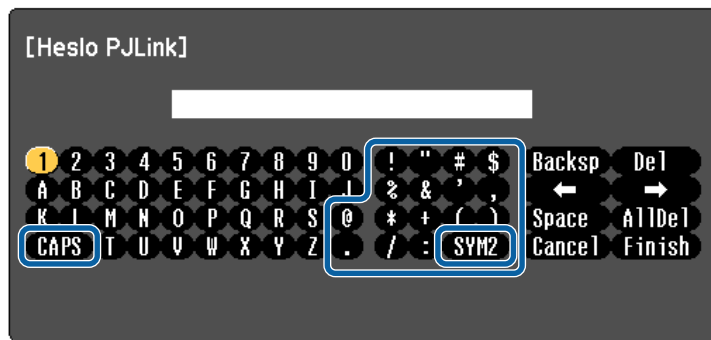 [Heslo PJLink]
1 2 3 4 5 6 7 8 9 0 ! " # $ Backsp Del
A B C D E F G H I J % & ' , ← →
K L M N O P Q R S @ * + ( ) Space AllDel
CAPS T U V W X Y Z . / : SYM2 Cancel Finish